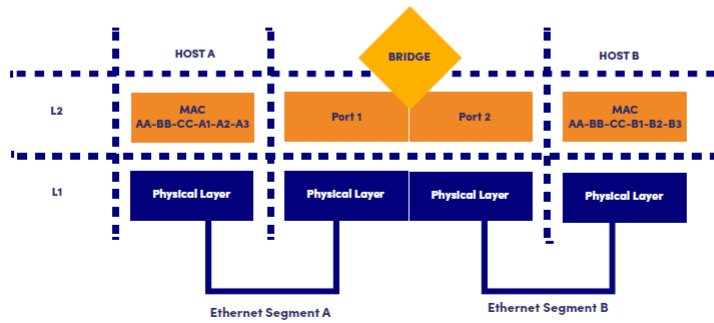 HOST A
BRIDGE
HOST B
L2
MAC
AA-BB-CC-A1-A2-A3
Port 1
Port 2
MAC
AA-BB-CC-B1-B2-B3
L1
Physical Layer
Physical Layer
Physical Layer
Physical Layer
Ethernet Segment A
Ethernet Segment B